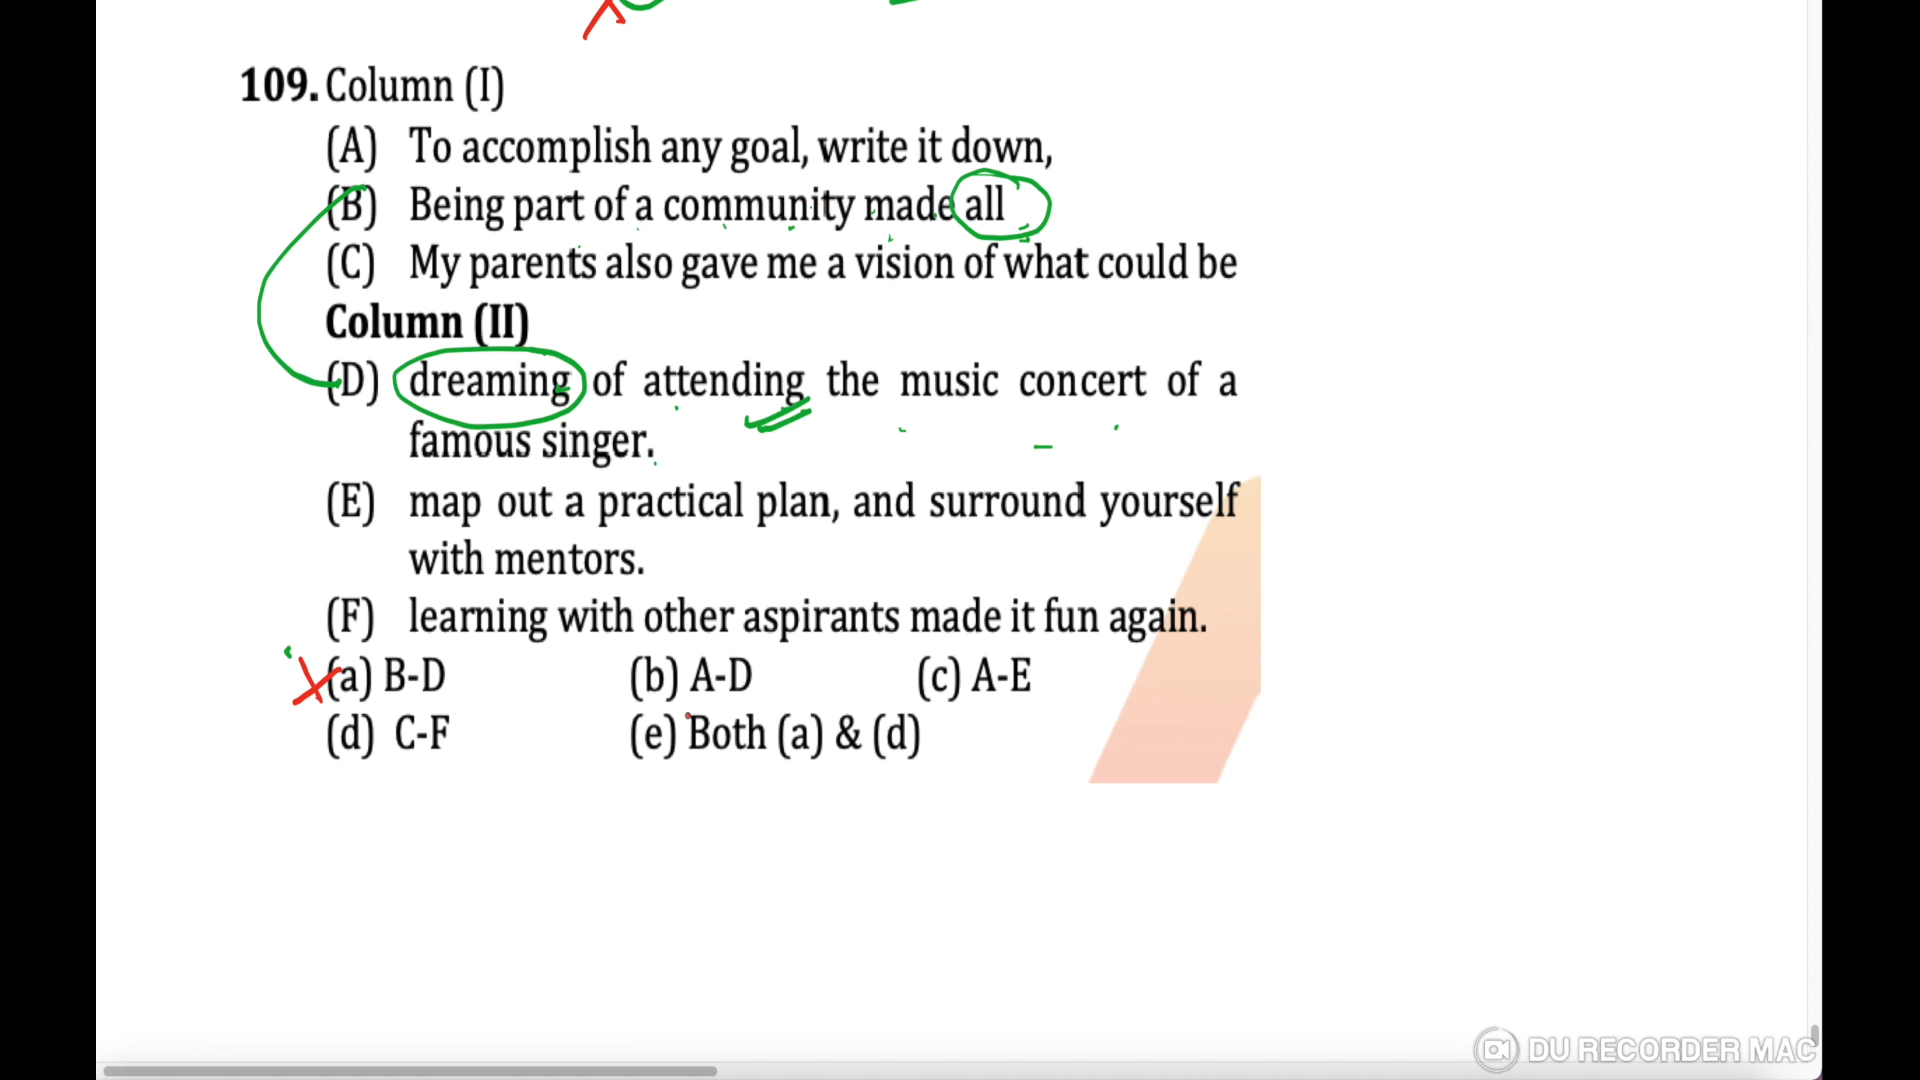 109. Column (I)
(A) To accomplish any goal, write it down,
(B) Being part of a community made all
(C) My parents also gave me a vision of what could be
Column (II)
(D) dreaming of attending the music concert of a
famous singer.
(E) map out a practical plan, and surround yourself
with mentors.
(F) learning with other aspirants made it fun again.
(a) B-D (b) A-D (c) A-E
(d) C-F (e) Both (a) & (d)
DU RECORDER MAC